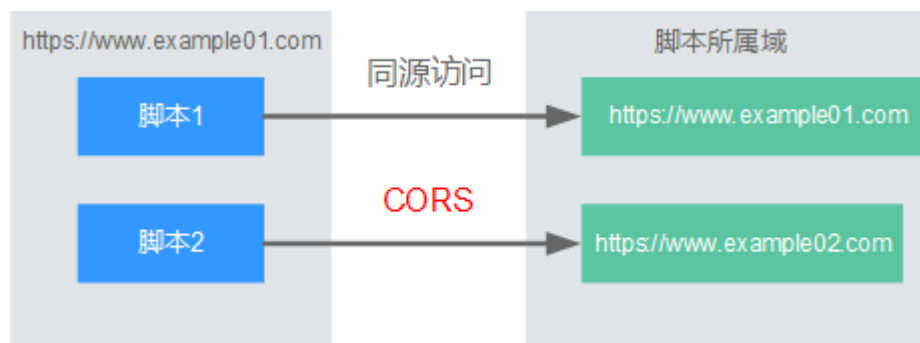 https://www.example01.com
脚本所属域
同源访问
脚本1
https://www.example01.com
CORS
脚本2
https://www.example02.com